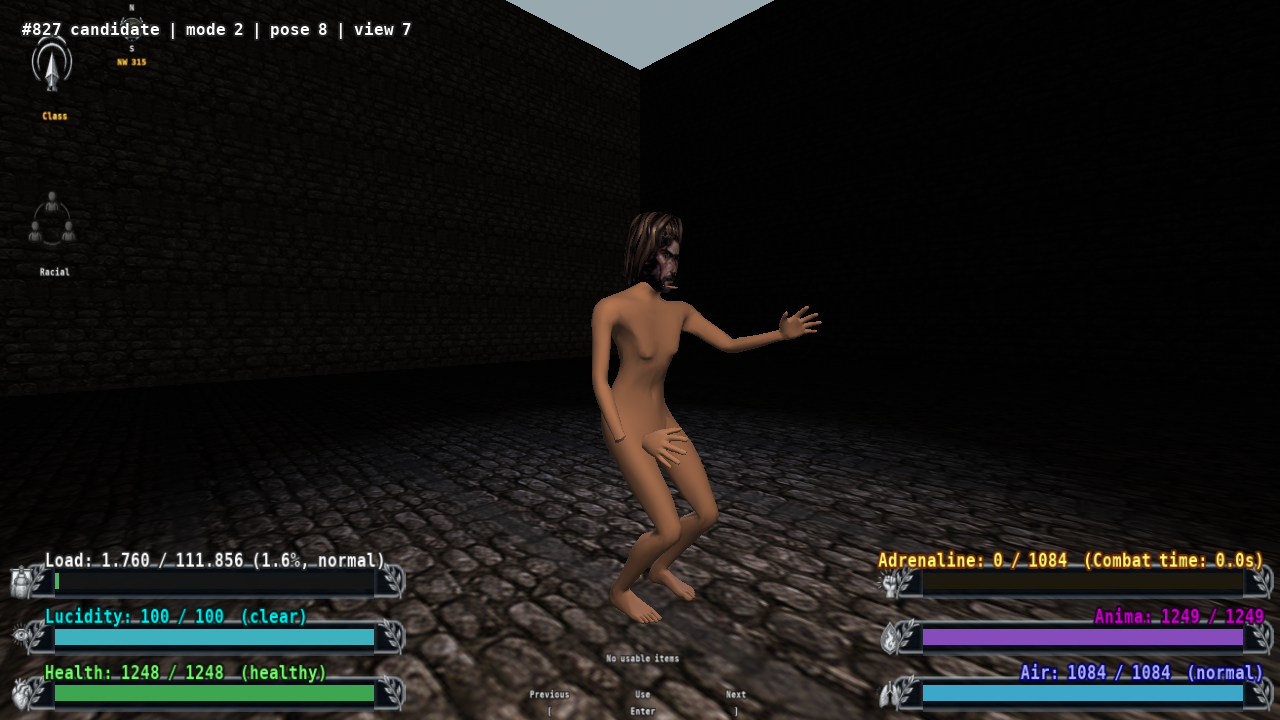 #827 candidate | mode 2 | pose 8 | view 7
N
S
NW 315
Class
Racial
Load: 1.760 / 111.856 (1.6%, normal)
Adrenaline: 0 / 1084 (Combat time: 0.0s)
Lucidity: 100 / 100 (clear)
Anima: 1249 / 1249
No usable items
Health: 1248 / 1248 (healthy)
Air: 1084 / 1084 (normal)
Previous Use Next
[ Enter ]